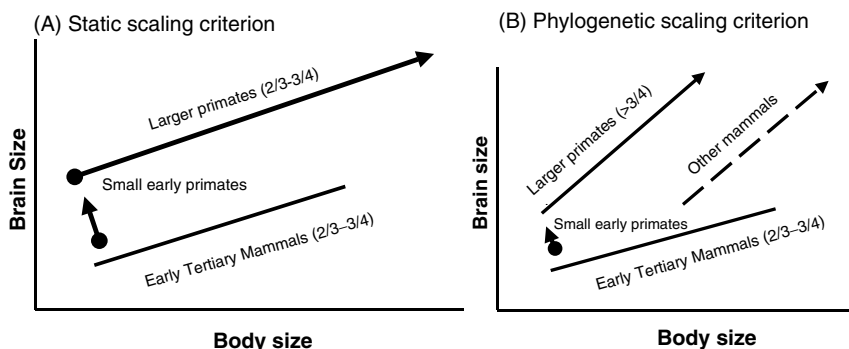 (A) Static scaling criterion
Larger primates (2/3-3/4)
Small early primates
Early Tertiary Mammals (2/3–3/4)
Brain Size
Body size
(B) Phylogenetic scaling criterion
Larger primates (>3/4)
Other mammals
Small early primates
Early Tertiary Mammals (2/3–3/4)
Brain size
Body size